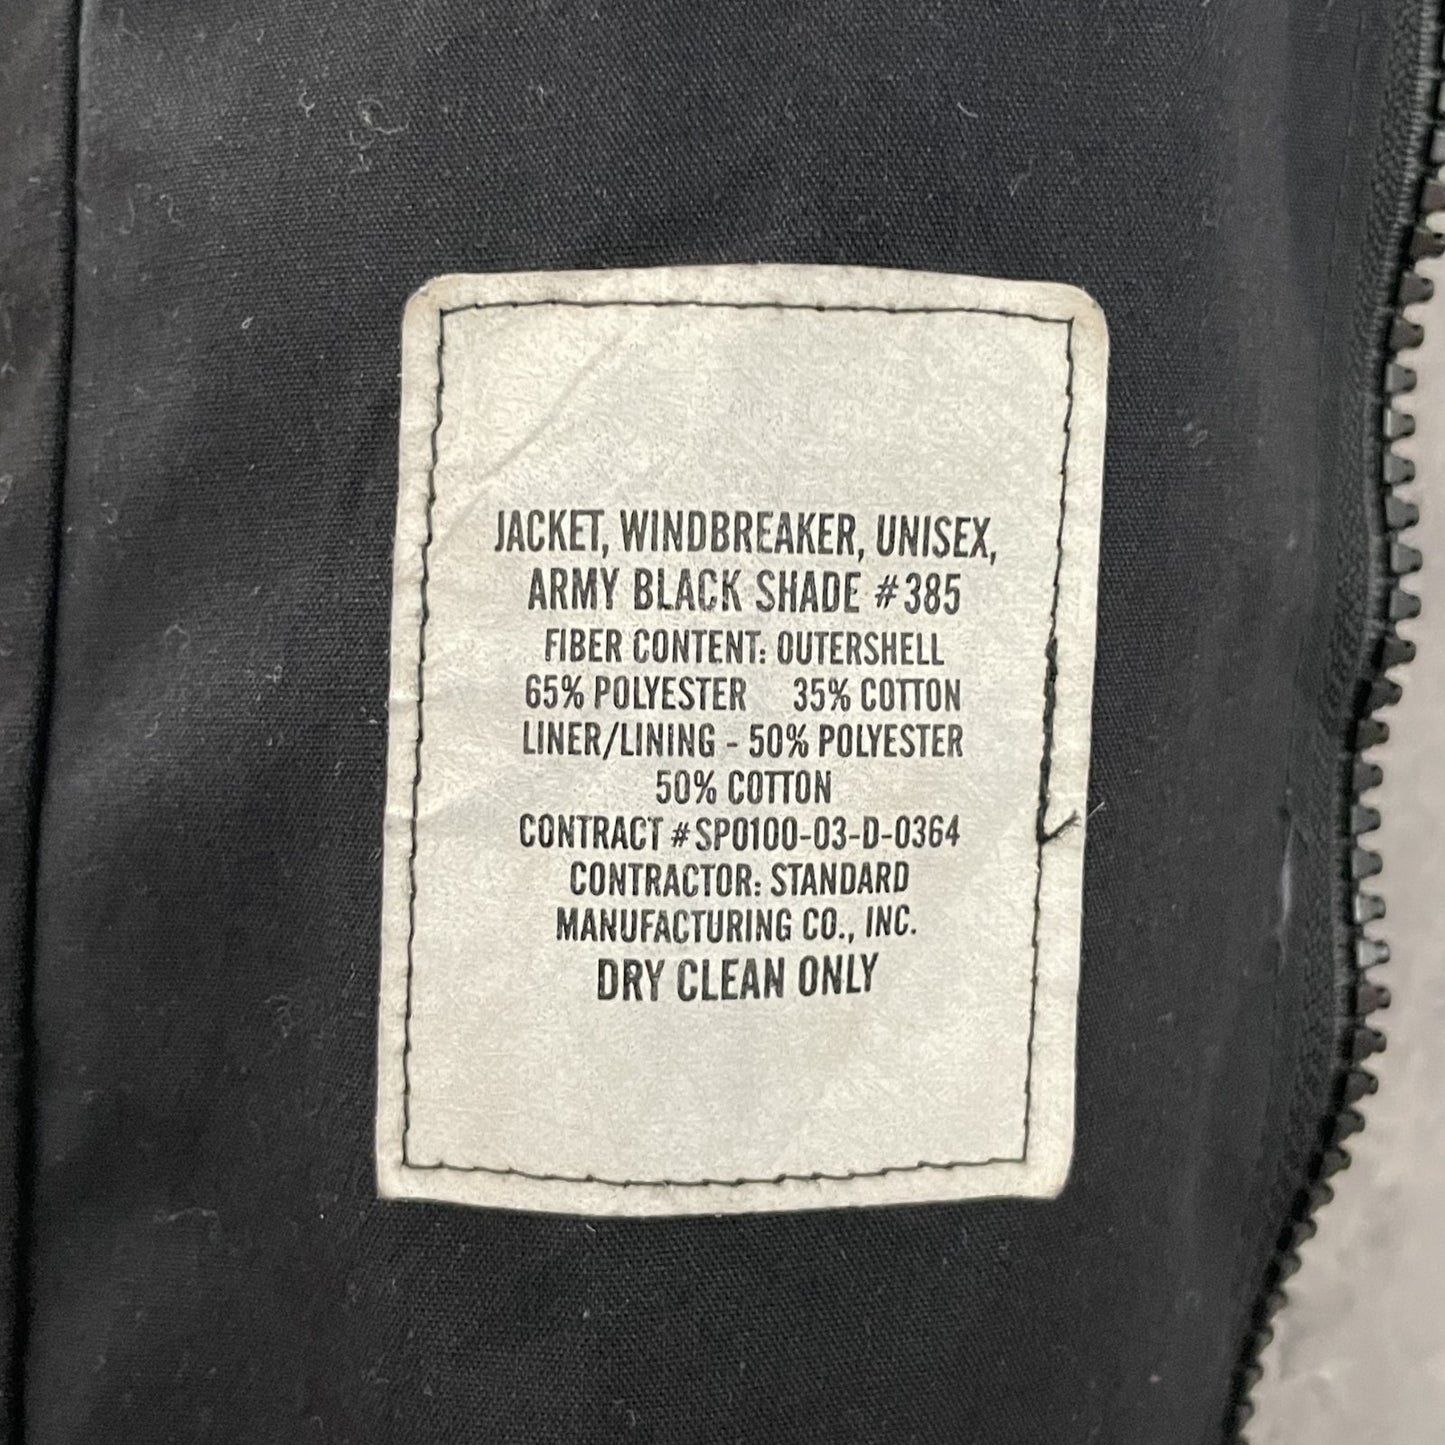 JACKET, WINDBREAKER, UNISEX,
ARMY BLACK SHADE #385
FIBER CONTENT: OUTERSHELL
65% POLYESTER 35% COTTON
LINER/LINING - 50% POLYESTER
50% COTTON
CONTRACT # SP0100-03-D-0364
CONTRACTOR: STANDARD
MANUFACTURING CO., INC.
DRY CLEAN ONLY